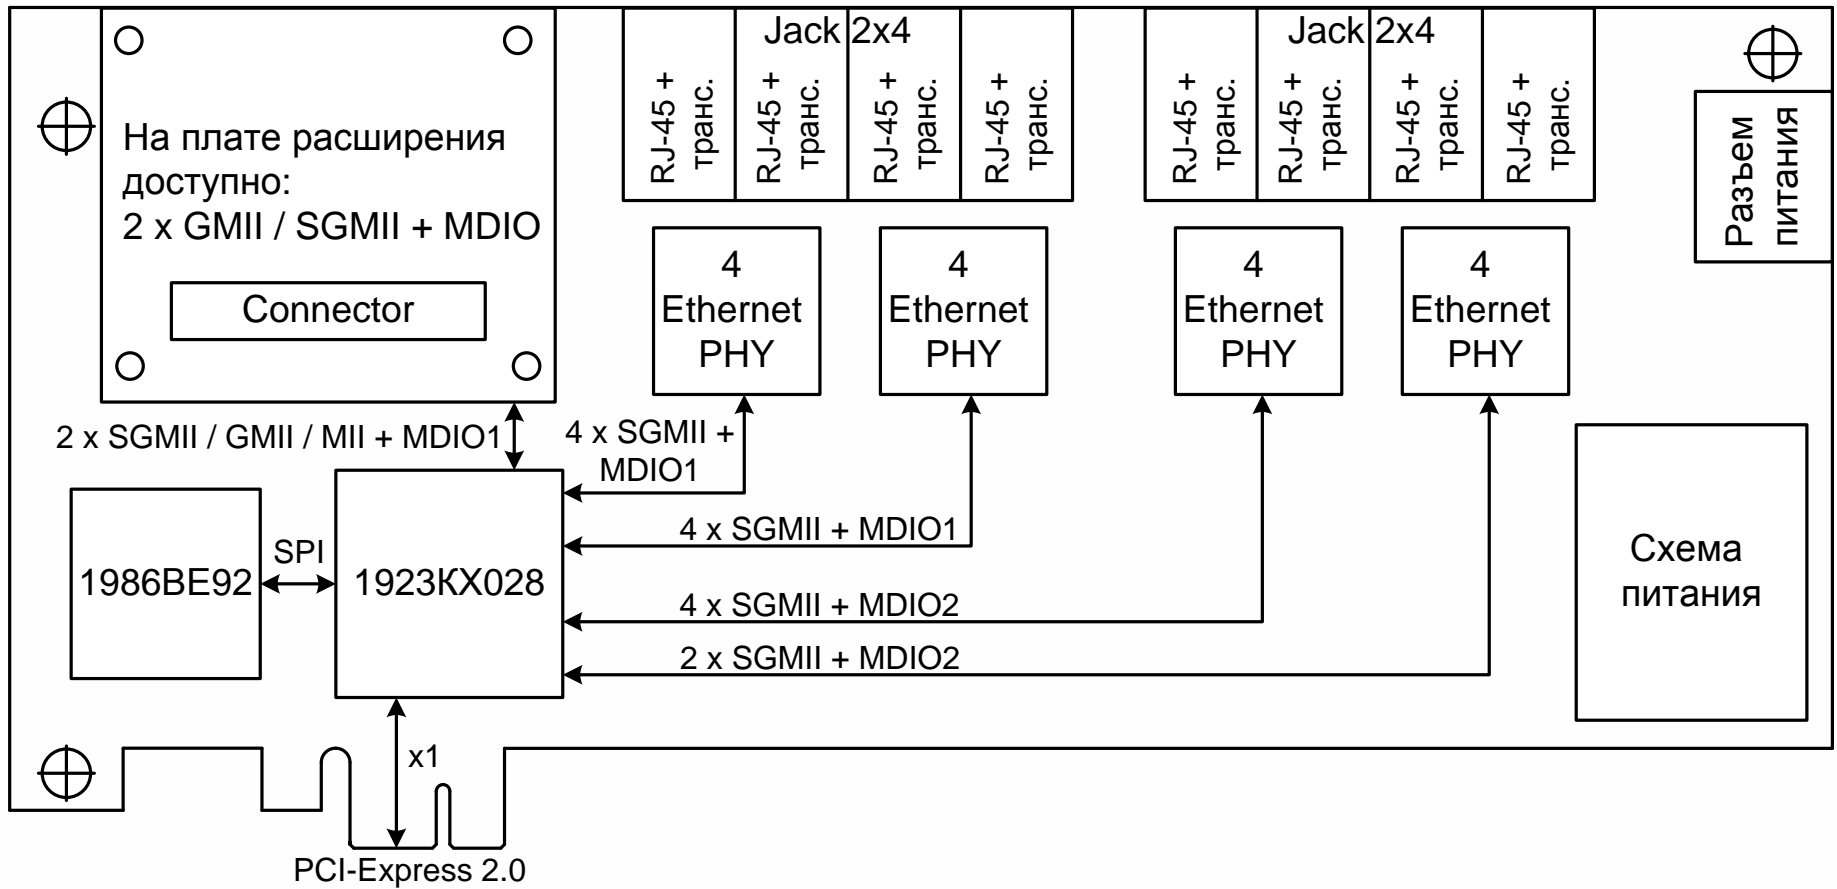 Jack 2x4
RJ-45 +
транс.
RJ-45 +
транс.
RJ-45 +
транс.
RJ-45 +
транс.
Jack 2x4
RJ-45 +
транс.
RJ-45 +
транс.
RJ-45 +
транс.
RJ-45 +
транс.
Разъем
питания
На плате расширения
доступно:
2 x GMII / SGMII + MDIO
Connector
4
Ethernet
PHY
4
Ethernet
PHY
4
Ethernet
PHY
4
Ethernet
PHY
2 x SGMII / GMII / MII + MDIO1
4 x SGMII +
MDIO1
4 x SGMII + MDIO1
4 x SGMII + MDIO2
2 x SGMII + MDIO2
1986ВЕ92
SPI
1923КХ028
Схема
питания
x1
PCI-Express 2.0